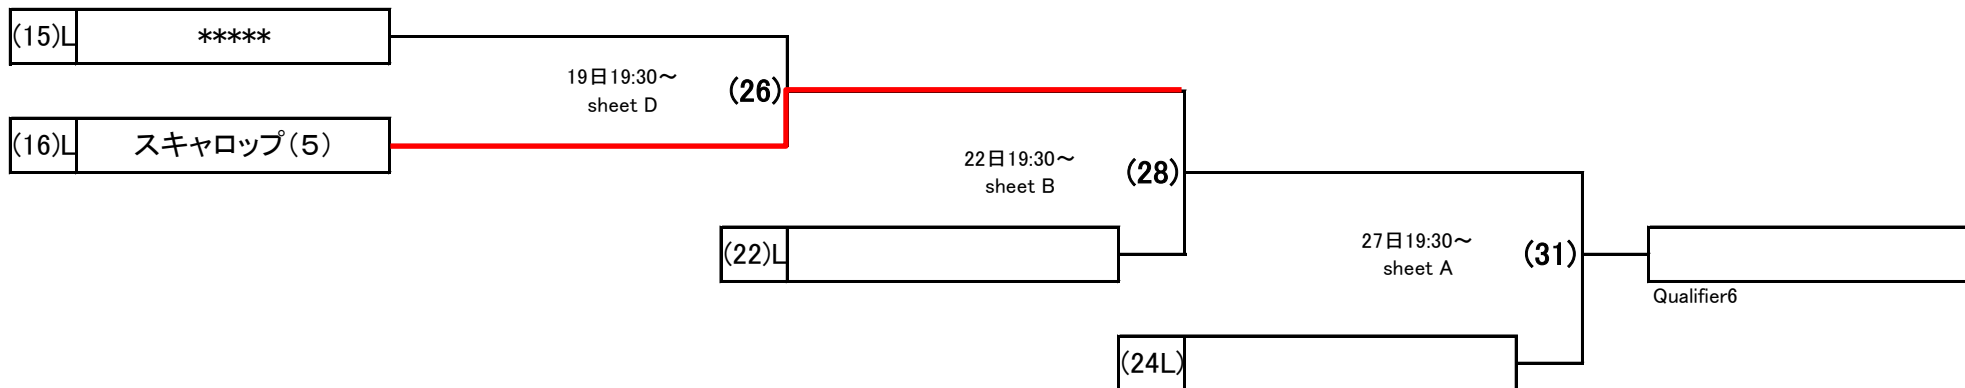 (15)L *****
19日19:30～
sheet D
(26)
(16)L スキャロップ(5)
22日19:30～
sheet B
(28)
(22)L
27日19:30～
sheet A
(31)
Qualifier6
(24L)